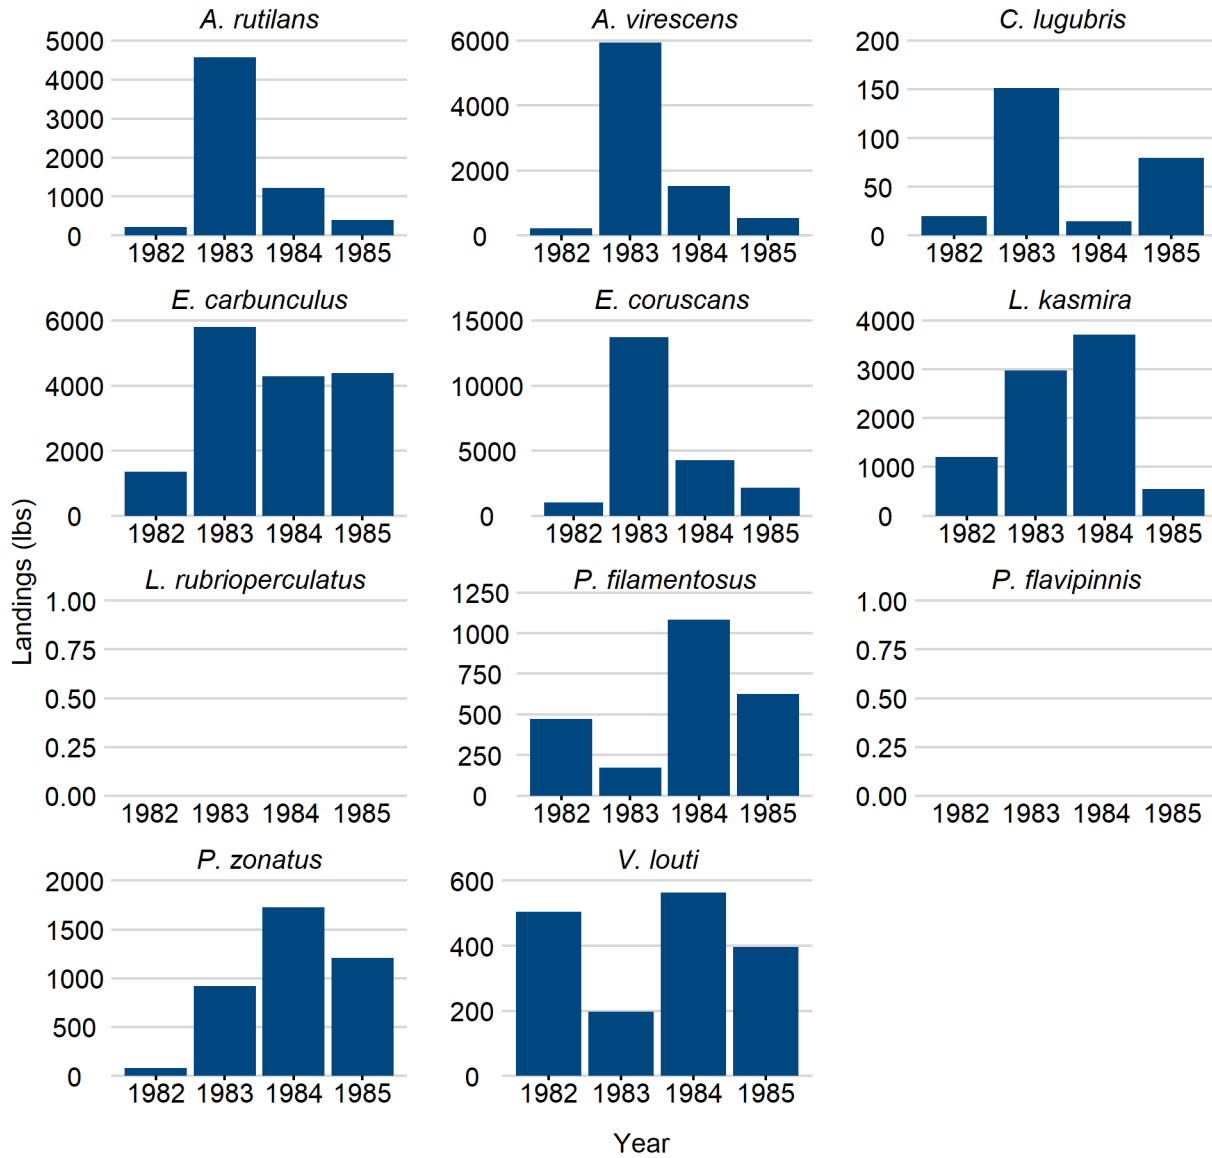 A. rutilans
5000
4000
3000
2000
1000
0
1982 1983 1984 1985
A. virescens
6000
4000
2000
0
1982 1983 1984 1985
C. lugubris
200
150
100
50
0
1982 1983 1984 1985
E. carbunculus
6000
4000
2000
0
1982 1983 1984 1985
E. coruscans
15000
10000
5000
0
1982 1983 1984 1985
L. kasmira
4000
3000
2000
1000
0
1982 1983 1984 1985
Landings (lbs)
L. rubrioperculatus
1.00
0.75
0.50
0.25
0.00
1982 1983 1984 1985
P. filamentosus
1250
1000
750
500
250
0
1982 1983 1984 1985
P. flavipinnis
1.00
0.75
0.50
0.25
0.00
1982 1983 1984 1985
P. zonatus
2000
1500
1000
500
0
1982 1983 1984 1985
V. louti
600
400
200
0
1982 1983 1984 1985
Year